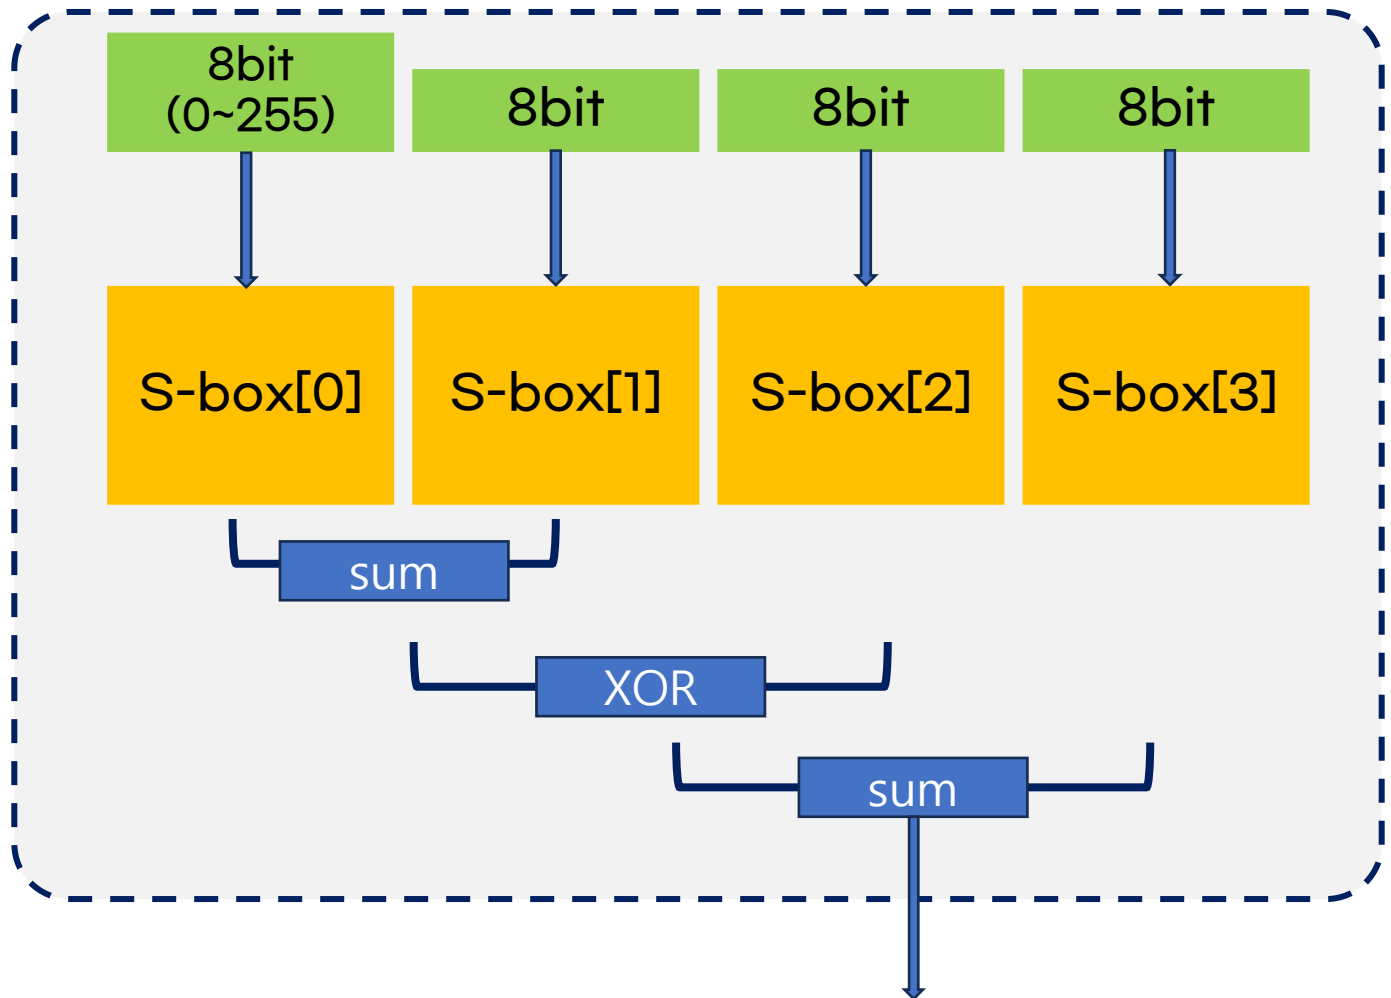 8bit
(0~255)
8bit
8bit
8bit
S-box[0]
S-box[1]
S-box[2]
S-box[3]
sum
XOR
sum